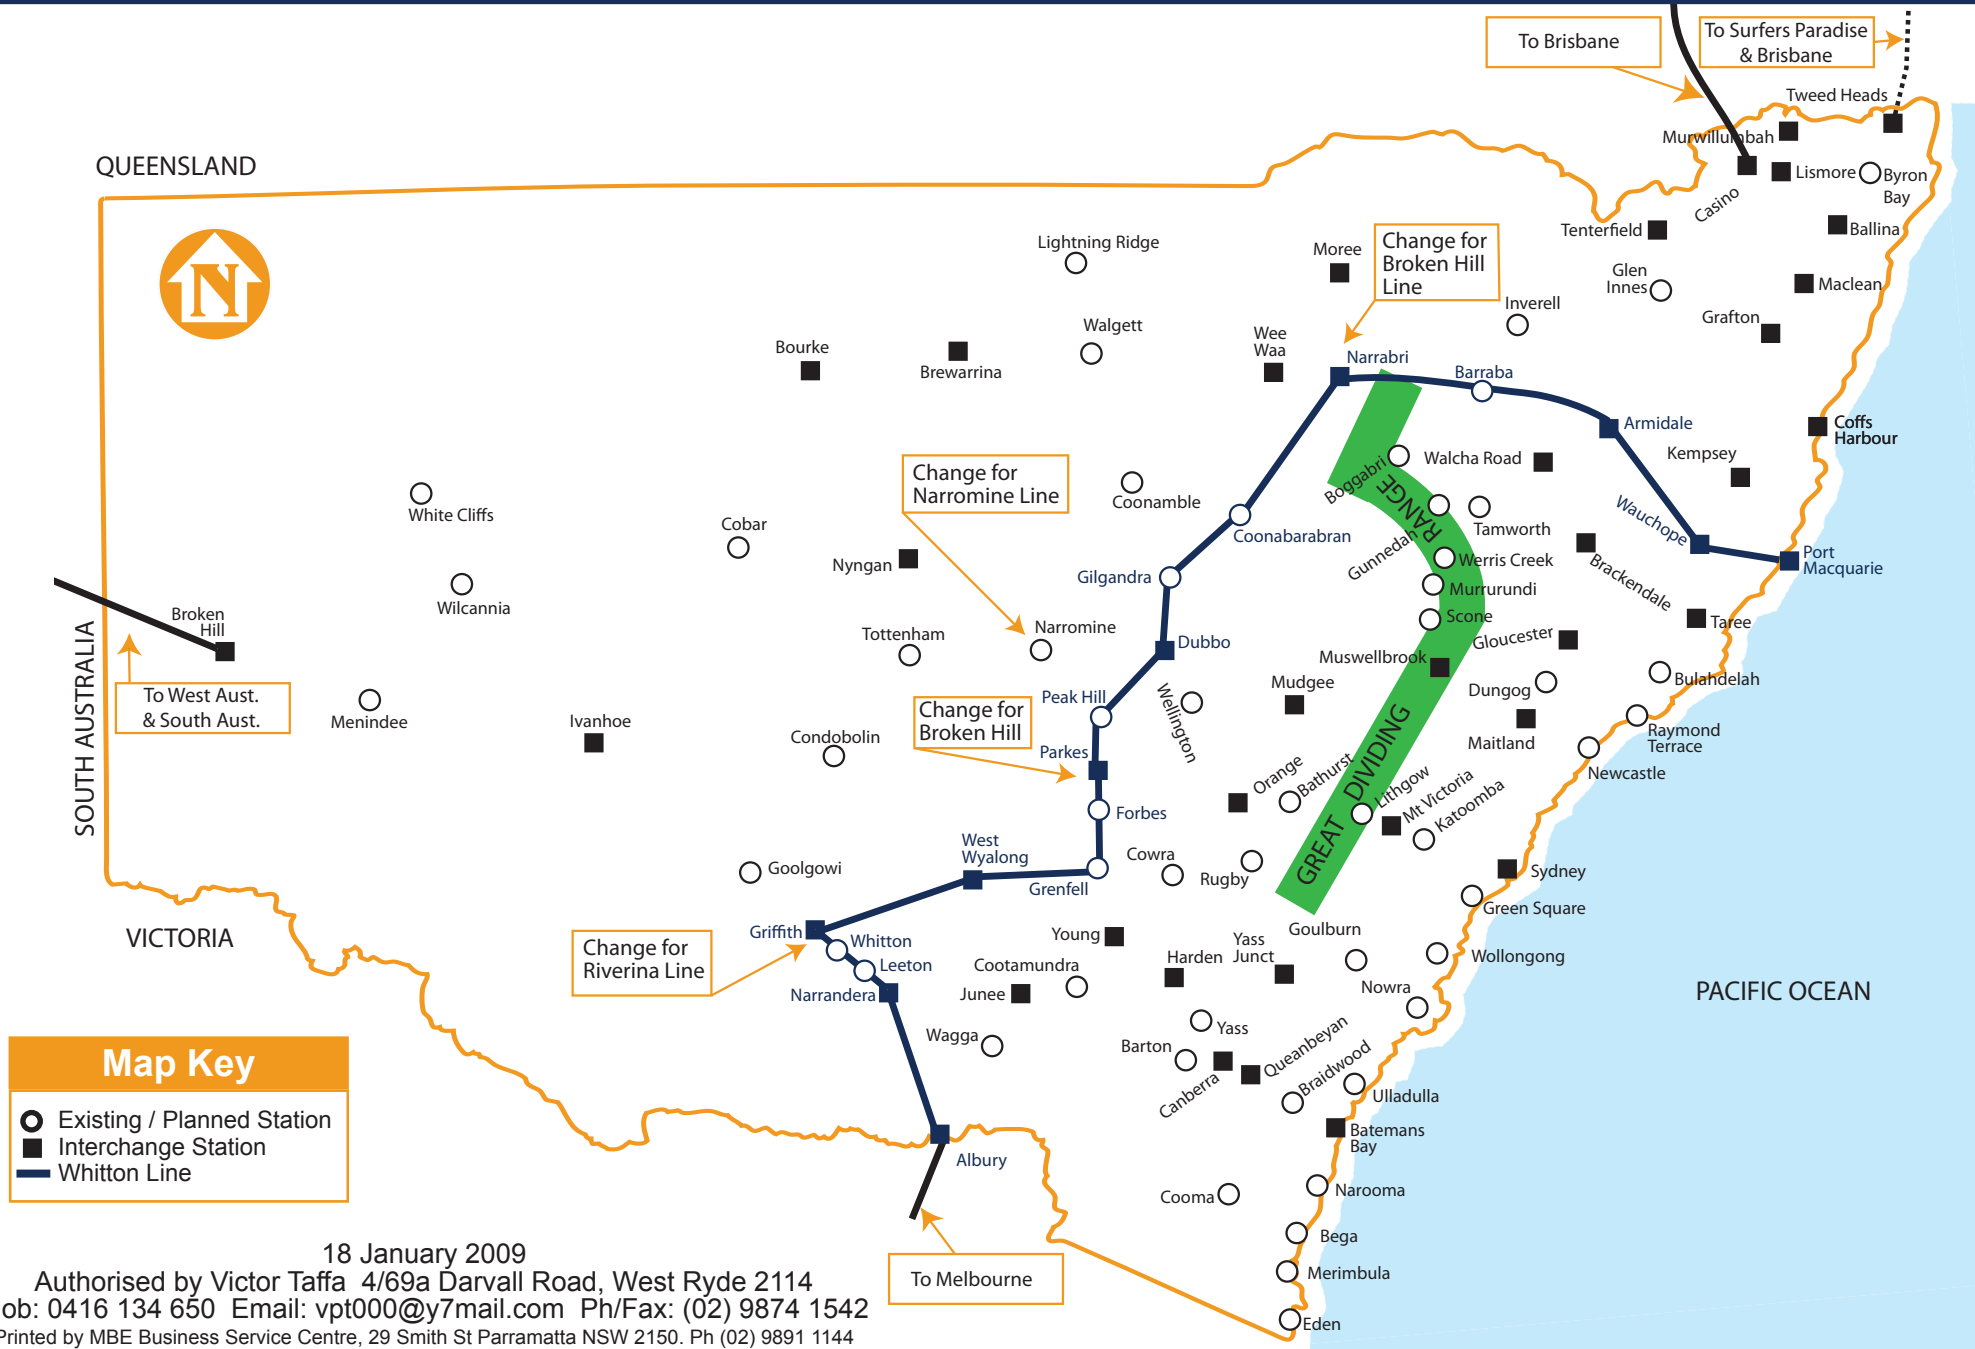 To Brisbane
To Surfers Paradise
& Brisbane
Tweed Heads
Murwillumbah
QUEENSLAND
Lismore
Byron
Bay
Casino
N
Lightning Ridge
Moree
Change for
Broken Hill
Line
Tenterfield
Ballina
Glen
Innes
Maclean
Inverell
Grafton
Walgett
Wee
Waa
Bourke
Brewarrina
Narrabri
Barraba
Armidale
Coffs
Harbour
Kempsey
Walcha Road
Boggabri
Change for
Narromine Line
Coonamble
White Cliffs
Cobar
Coonabarabran
Gunnedah
Tamworth
Wauchope
Nyngan
Gilgandra
Werris Creek
Murrurundi
Brackendale
Port
Macquarie
Wilcannia
Broken
Hill
Tottenham
Narromine
Dubbo
Scone
Gloucester
Taree
SOUTH AUSTRALIA
To West Aust.
& South Aust.
Menindee
Ivanhoe
Condobolin
Peak Hill
Change for
Broken Hill
Parkes
Wellington
Mudgee
Muswellbrook
Dungog
Bulahdelah
Maitland
Raymond
Terrace
Newcastle
GREAT DIVIDING RANGE
Orange
Bathurst
Lithgow
Mt Victoria
Katoomba
Forbes
West
Wyalong
Grenfell
Cowra
Rugby
Sydney
Goolgowi
Green Square
VICTORIA
Griffith
Change for
Riverina Line
Whitton
Leeton
Narrandera
Young
Cootamundra
Junee
Harden
Yass
Junct
Goulburn
Wollongong
Nowra
PACIFIC OCEAN
Wagga
Yass
Barton
Canberra
Queanbeyan
Braidwood
Ulladulla
Batemans
Bay
Albury
Cooma
Narooma
Bega
Merimbula
Eden
To Melbourne
Map Key
Existing / Planned Station
Interchange Station
Whitton Line
18 January 2009
Authorised by Victor Taffa 4/69a Darvall Road, West Ryde 2114
ob: 0416 134 650 Email: vpt000@y7mail.com Ph/Fax: (02) 9874 1542
Printed by MBE Business Service Centre, 29 Smith St Parramatta NSW 2150. Ph (02) 9891 1144